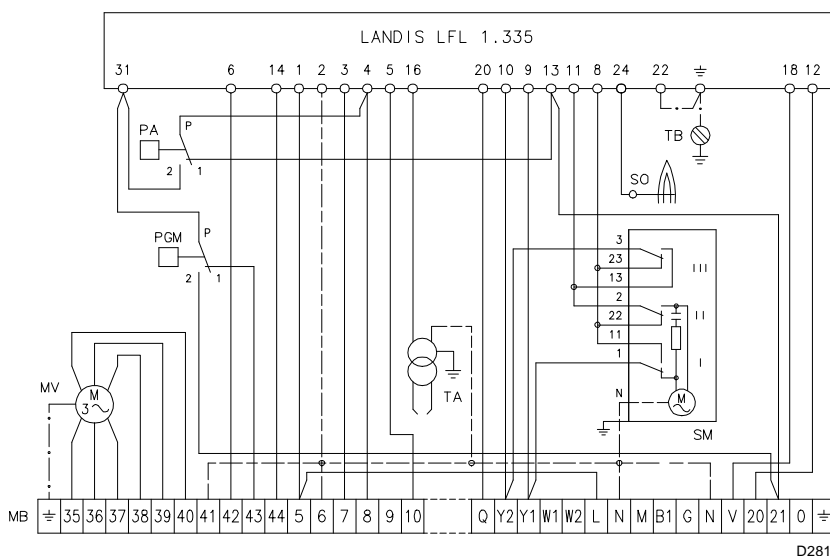 LANDIS LFL 1.335
31 6 14 1 2 3 4 5 16 20 10 9 13 11 8 24 22 18 12
PA P
2 1
TB
SO
PGM P
2 1
3
23
13 III
2
22 II
11
1 I
N M
SM
TA
MV M
3
MB 35 36 37 38 39 40 41 42 43 44 5 6 7 8 9 10 Q Y2 Y1 W1 W2 L N M B1 G N V 20 21 0
D281